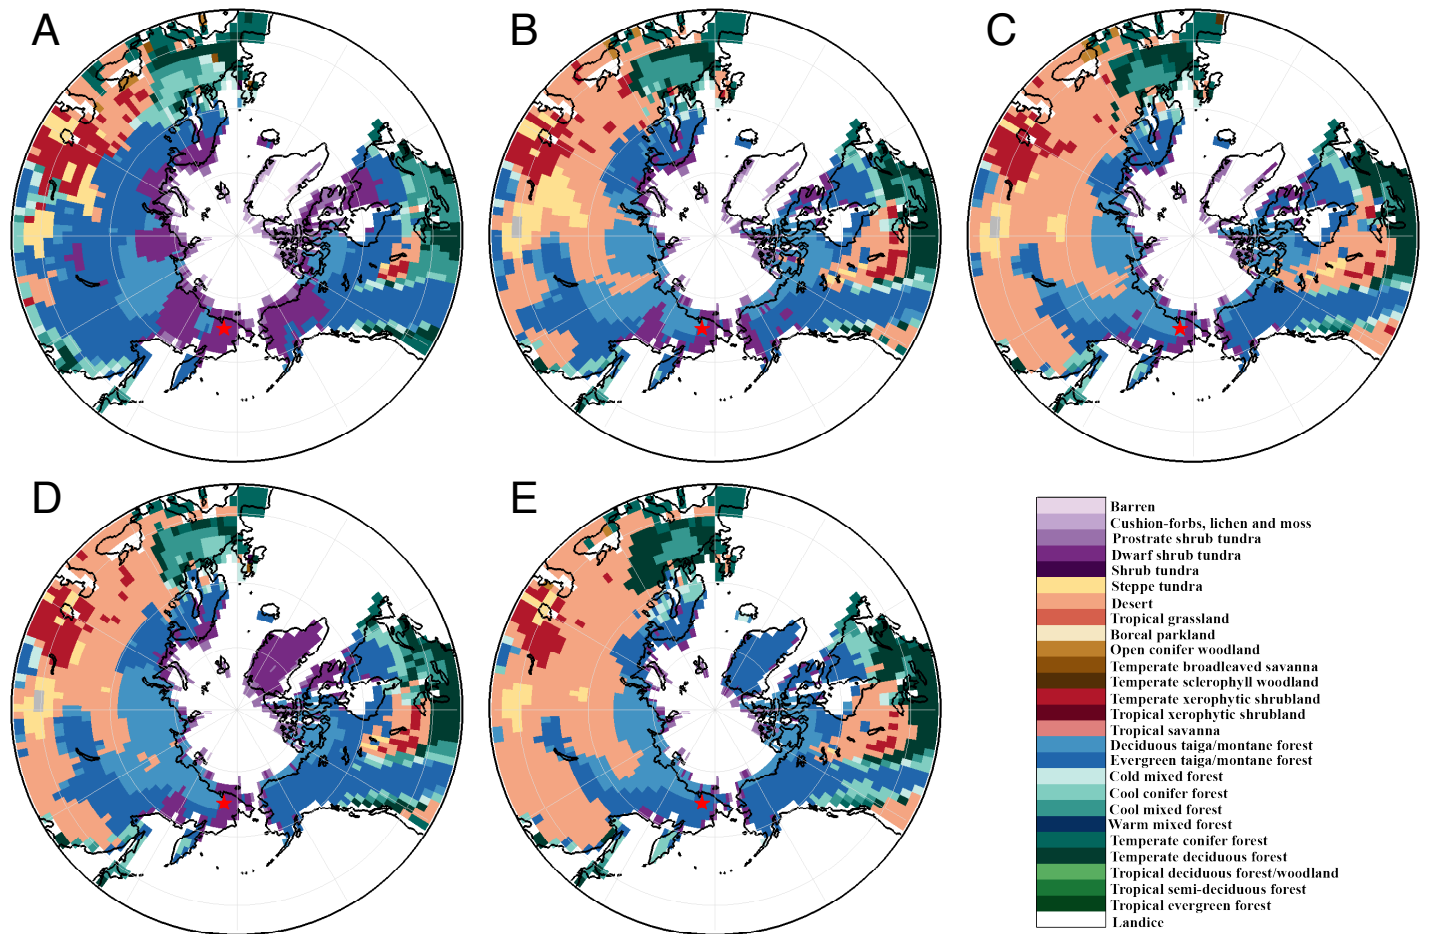 A
B
C
D
E
Barren
Cushion-forbs, lichen and moss
Prostrate shrub tundra
Dwarf shrub tundra
Shrub tundra
Steppe tundra
Desert
Tropical grassland
Boreal parkland
Open conifer woodland
Temperate broadleaved savanna
Temperate sclerophyll woodland
Temperate xerophytic shrubland
Tropical xerophytic shrubland
Tropical savanna
Deciduous taiga/montane forest
Evergreen taiga/montane forest
Cold mixed forest
Cool conifer forest
Cool mixed forest
Warm mixed forest
Temperate conifer forest
Temperate deciduous forest
Tropical deciduous forest/woodland
Tropical semi-deciduous forest
Tropical evergreen forest
Landice